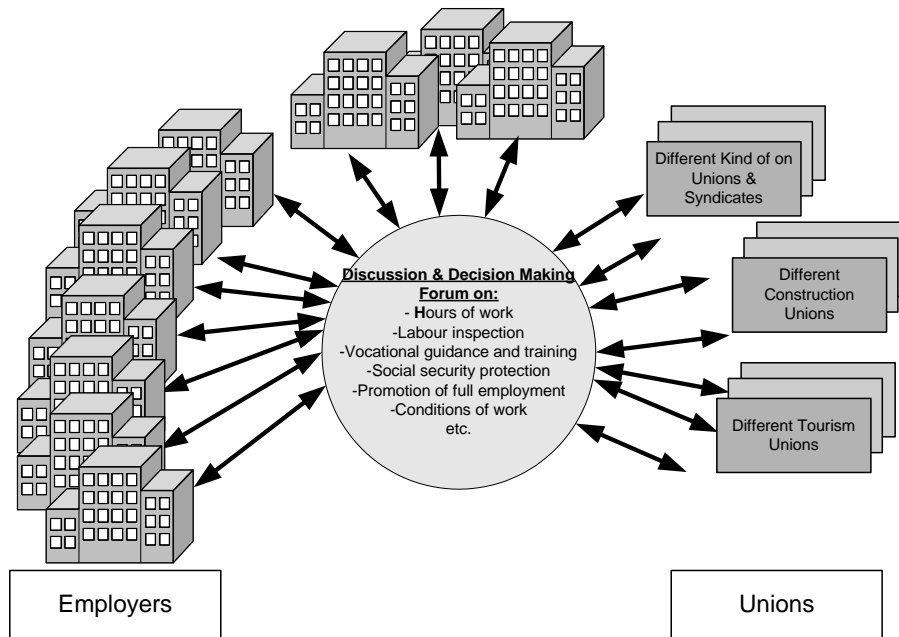 Different Kind of on
Unions &
Syndicates
Discussion & Decision Making
Forum on:
- Hours of work
-Labour inspection
-Vocational guidance and training
-Social security protection
-Promotion of full employment
-Conditions of work
etc.
Different
Construction
Unions
Different Tourism
Unions
Employers
Unions